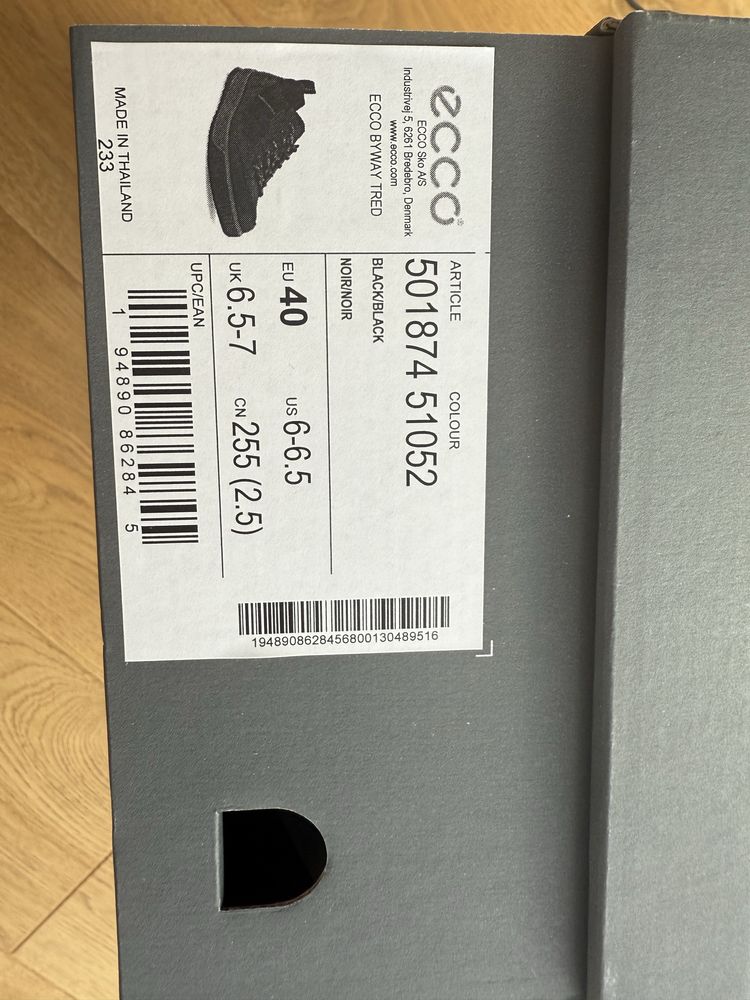 ecco®
ECCO Sko A/S
Industrivej 5, 6261 Bredebro, Denmark
www.ecco.com
ECCO BYWAY TRED
MADE IN THAILAND
233
ARTICLE COLOUR
501874 51052
BLACK/BLACK
NOIR/NOIR
EU 40 US 6-6.5
UK 6.5-7 CN 255 (2.5)
UPC/EAN
1 94890 86284 5
1948908628456800130489516